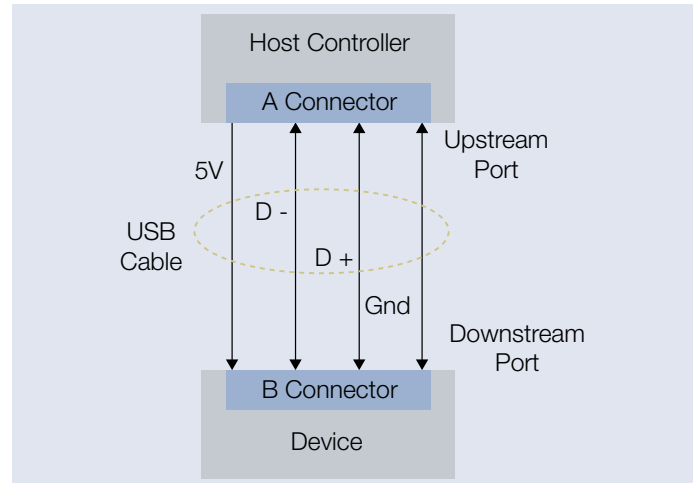 Host Controller
A Connector
Upstream
Port
5V
D -
USB
Cable
D +
Gnd
Downstream
Port
B Connector
Device